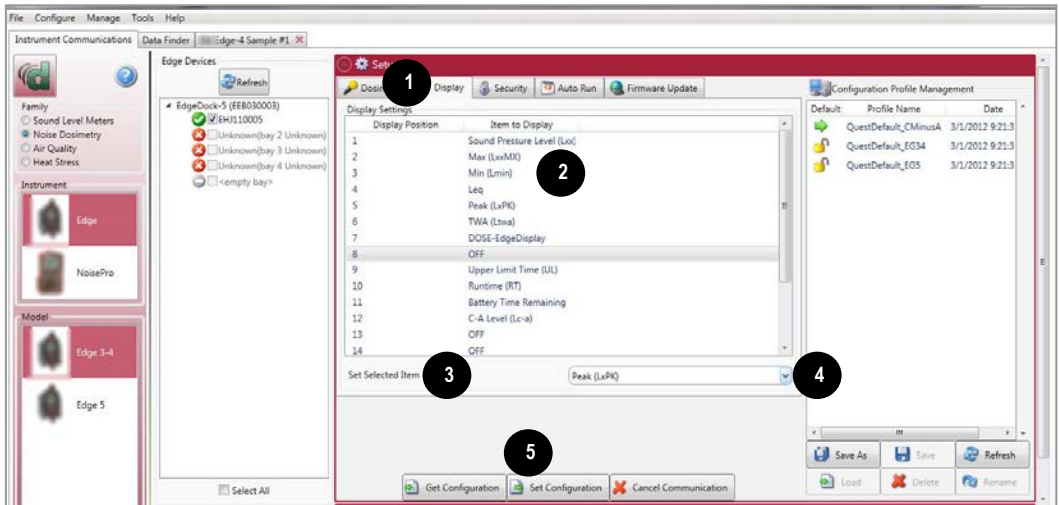 File Configure Manage Tools Help
Instrument Communications Data Finder Edge-4 Sample #1
Family
Sound Level Meters
Noise Dosimetry
Air Quality
Heat Stress
Instrument
Edge
NoisePro
Model
Edge 3-4
Edge 5
Edge Devices
Refresh
EdgeDock-5 (EEB030003)
EHJ110005
Unknown(bay 2 Unknown)
Unknown(bay 3 Unknown)
Unknown(bay 4 Unknown)
<empty bay>
Select All
1
Display Security Auto Run Firmware Update
Display Settings
Display Position Item to Display
1 Sound Pressure Level (Lxx)
2 Max (LxxMX)
3 Min (Lmin)
4 Leq
5 Peak (LxPK)
6 TWA (Ltwa)
7 DOSE-EdgeDisplay
8 OFF
9 Upper Limit Time (UL)
10 Runtime (RT)
11 Battery Time Remaining
12 C-A Level (Lc-a)
13 OFF
14 OFF
2
Set Selected Item 3 Peak (LxPK) 4
5
Get Configuration Set Configuration Cancel Communication
Configuration Profile Management
Default Profile Name Date
QuestDefault_CMinusA 3/1/2012 9:21:3
QuestDefault_EG34 3/1/2012 9:21:3
QuestDefault_EG5 3/1/2012 9:21:3
Save As Save Refresh
Load Delete Rename